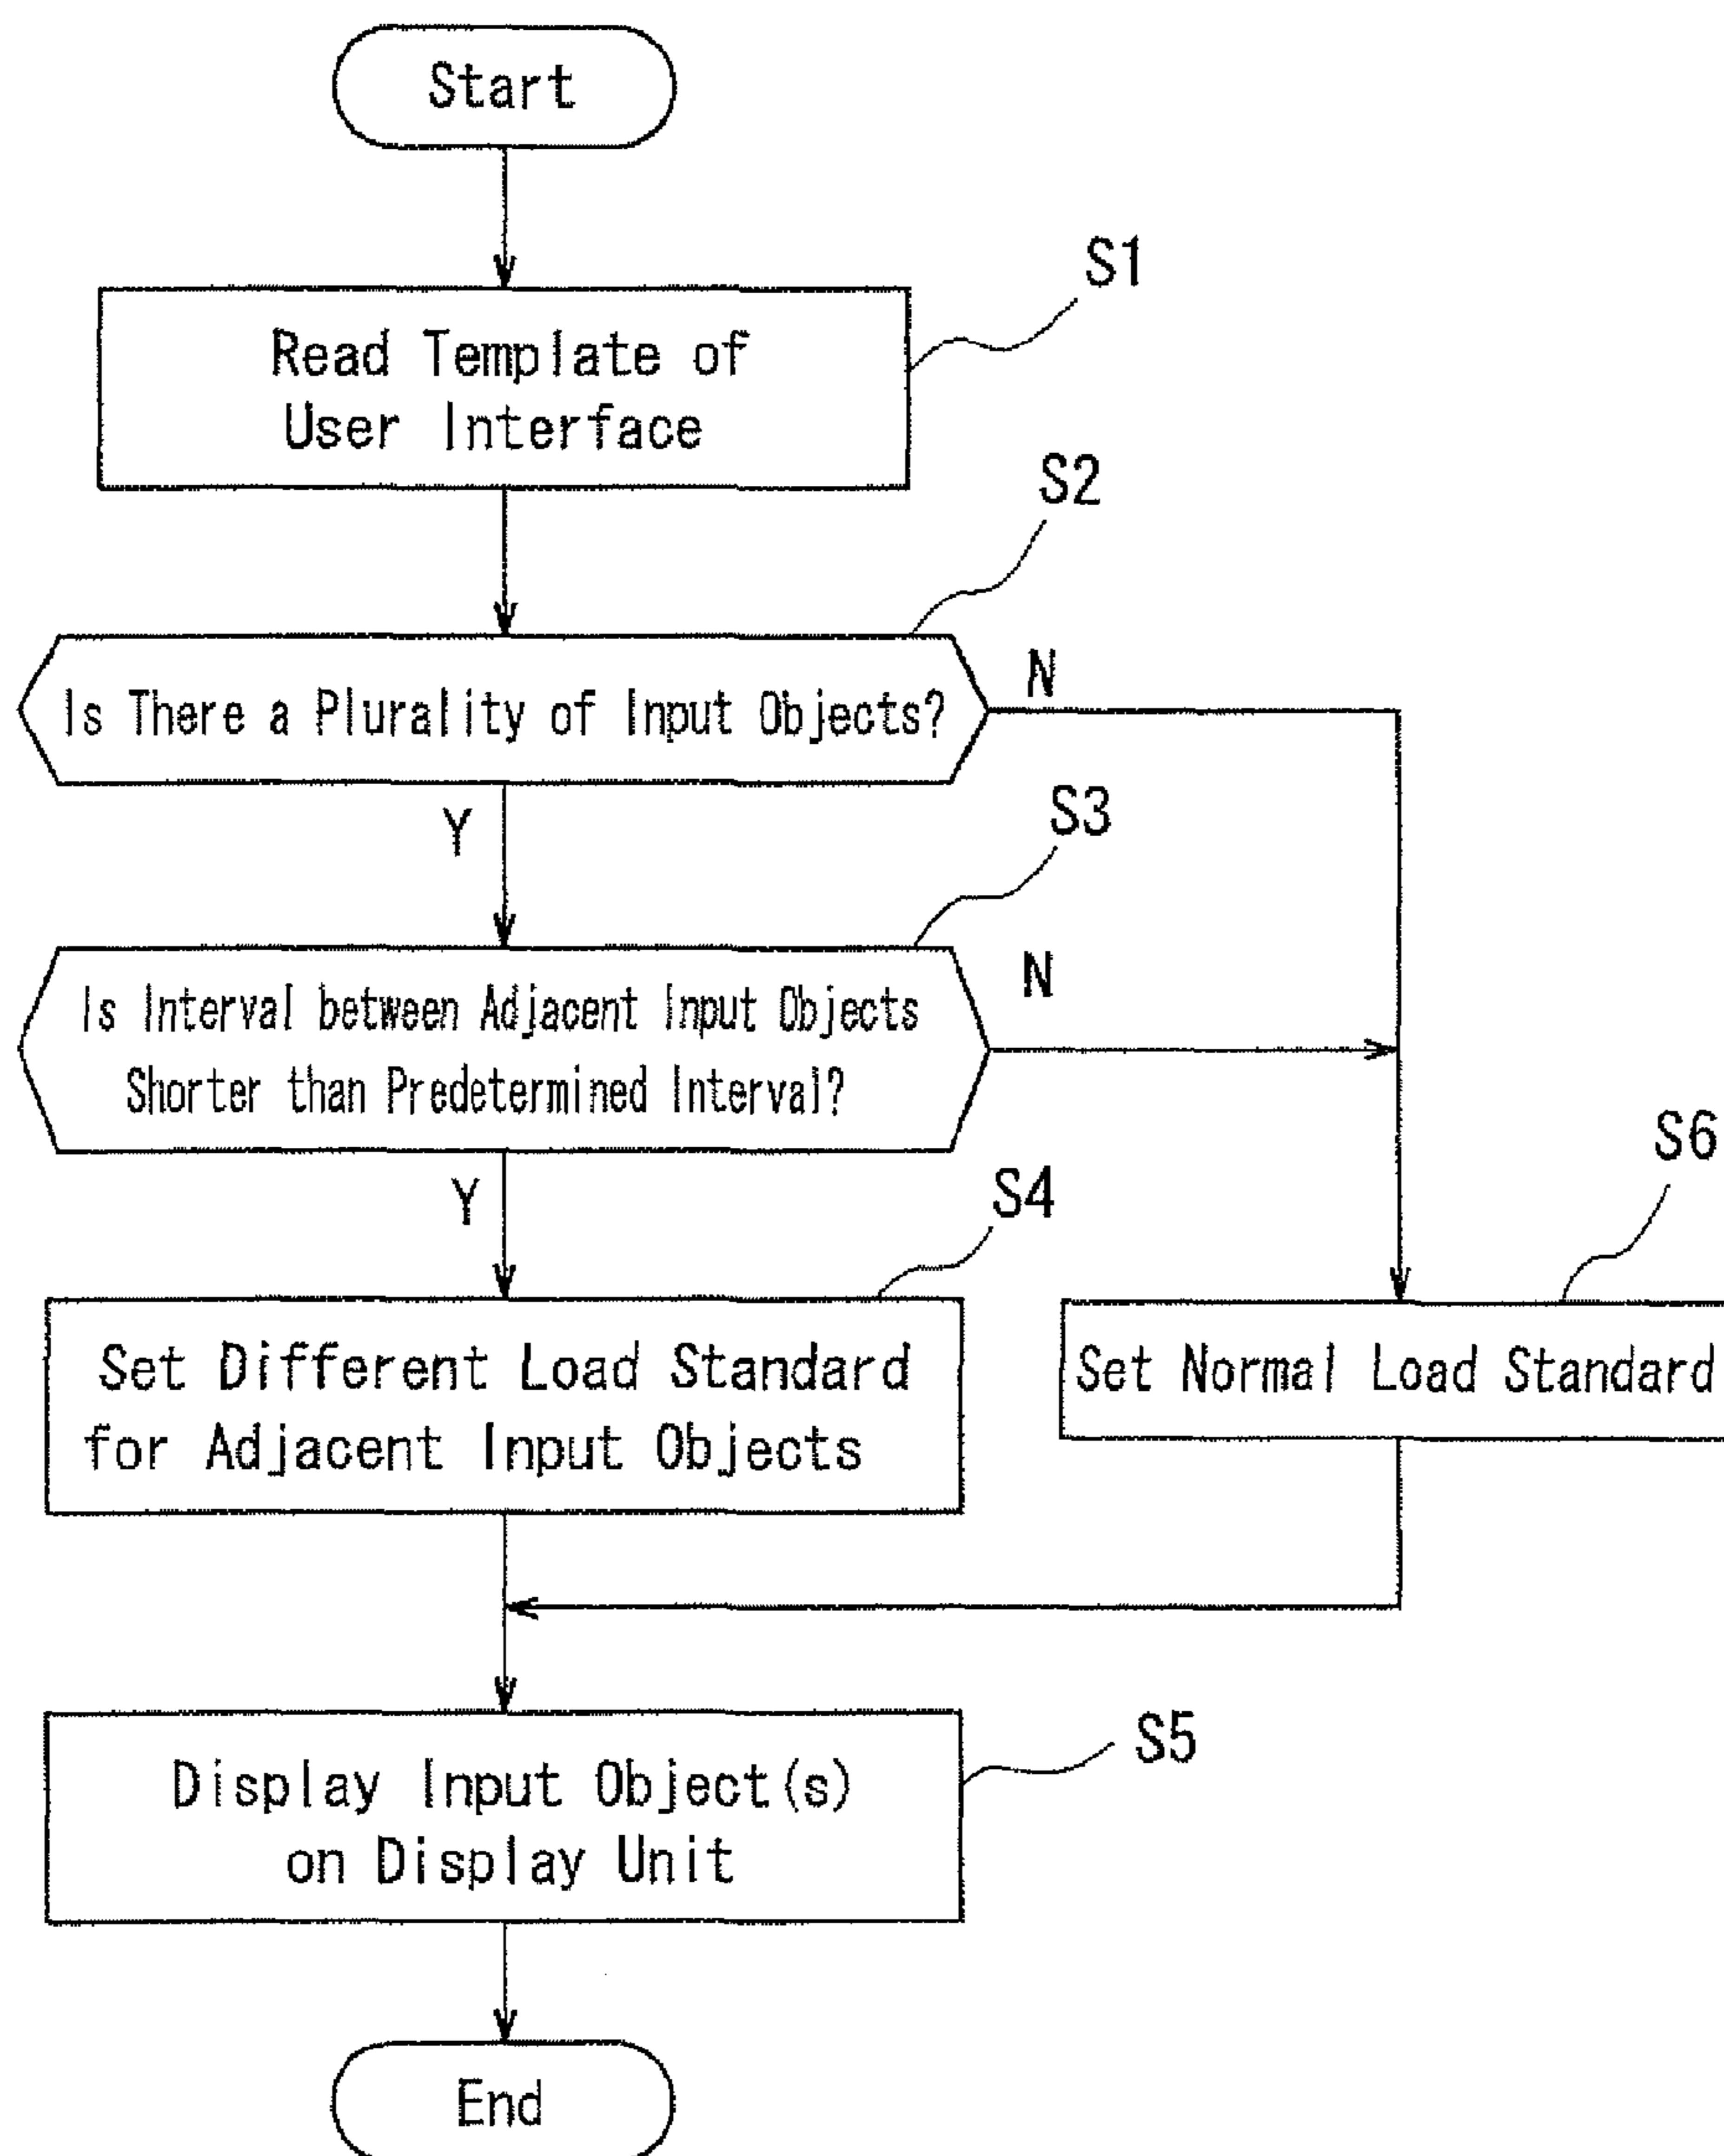 Start
S1
Read Template of
User Interface
S2
Is There a Plurality of Input Objects?
N
Y
S3
Is Interval between Adjacent Input Objects
Shorter than Predetermined Interval?
N
Y
S4
Set Different Load Standard
for Adjacent Input Objects
S6
Set Normal Load Standard
S5
Display Input Object(s)
on Display Unit
End